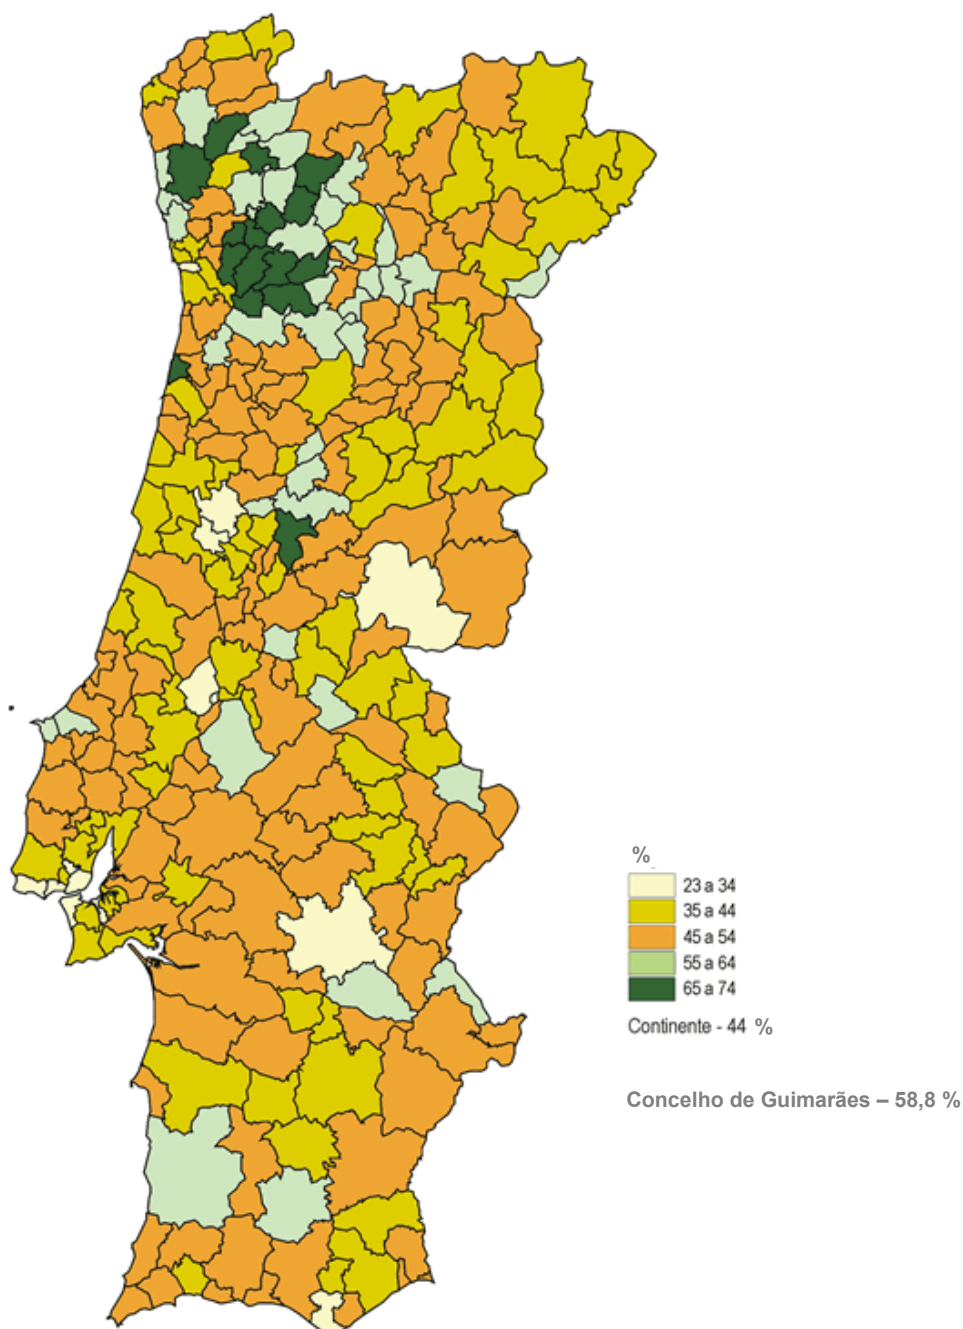 %
23 a 34
35 a 44
45 a 54
55 a 64
65 a 74
Continente - 44 %
Concelho de Guimarães – 58,8 %